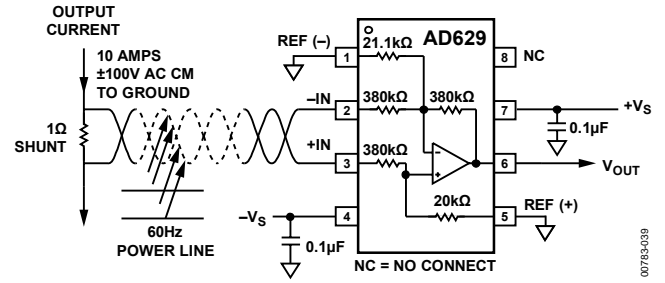 OUTPUT
CURRENT
10 AMPS
±100V AC CM
TO GROUND
1Ω
SHUNT
60Hz
POWER LINE
REF (–)
–IN
+IN
–VS
0.1µF
1
2
3
4
21.1kΩ
AD629
380kΩ
380kΩ
380kΩ
20kΩ
–
+
8
7
6
5
NC
+VS
0.1µF
VOUT
REF (+)
NC = NO CONNECT
00783-039